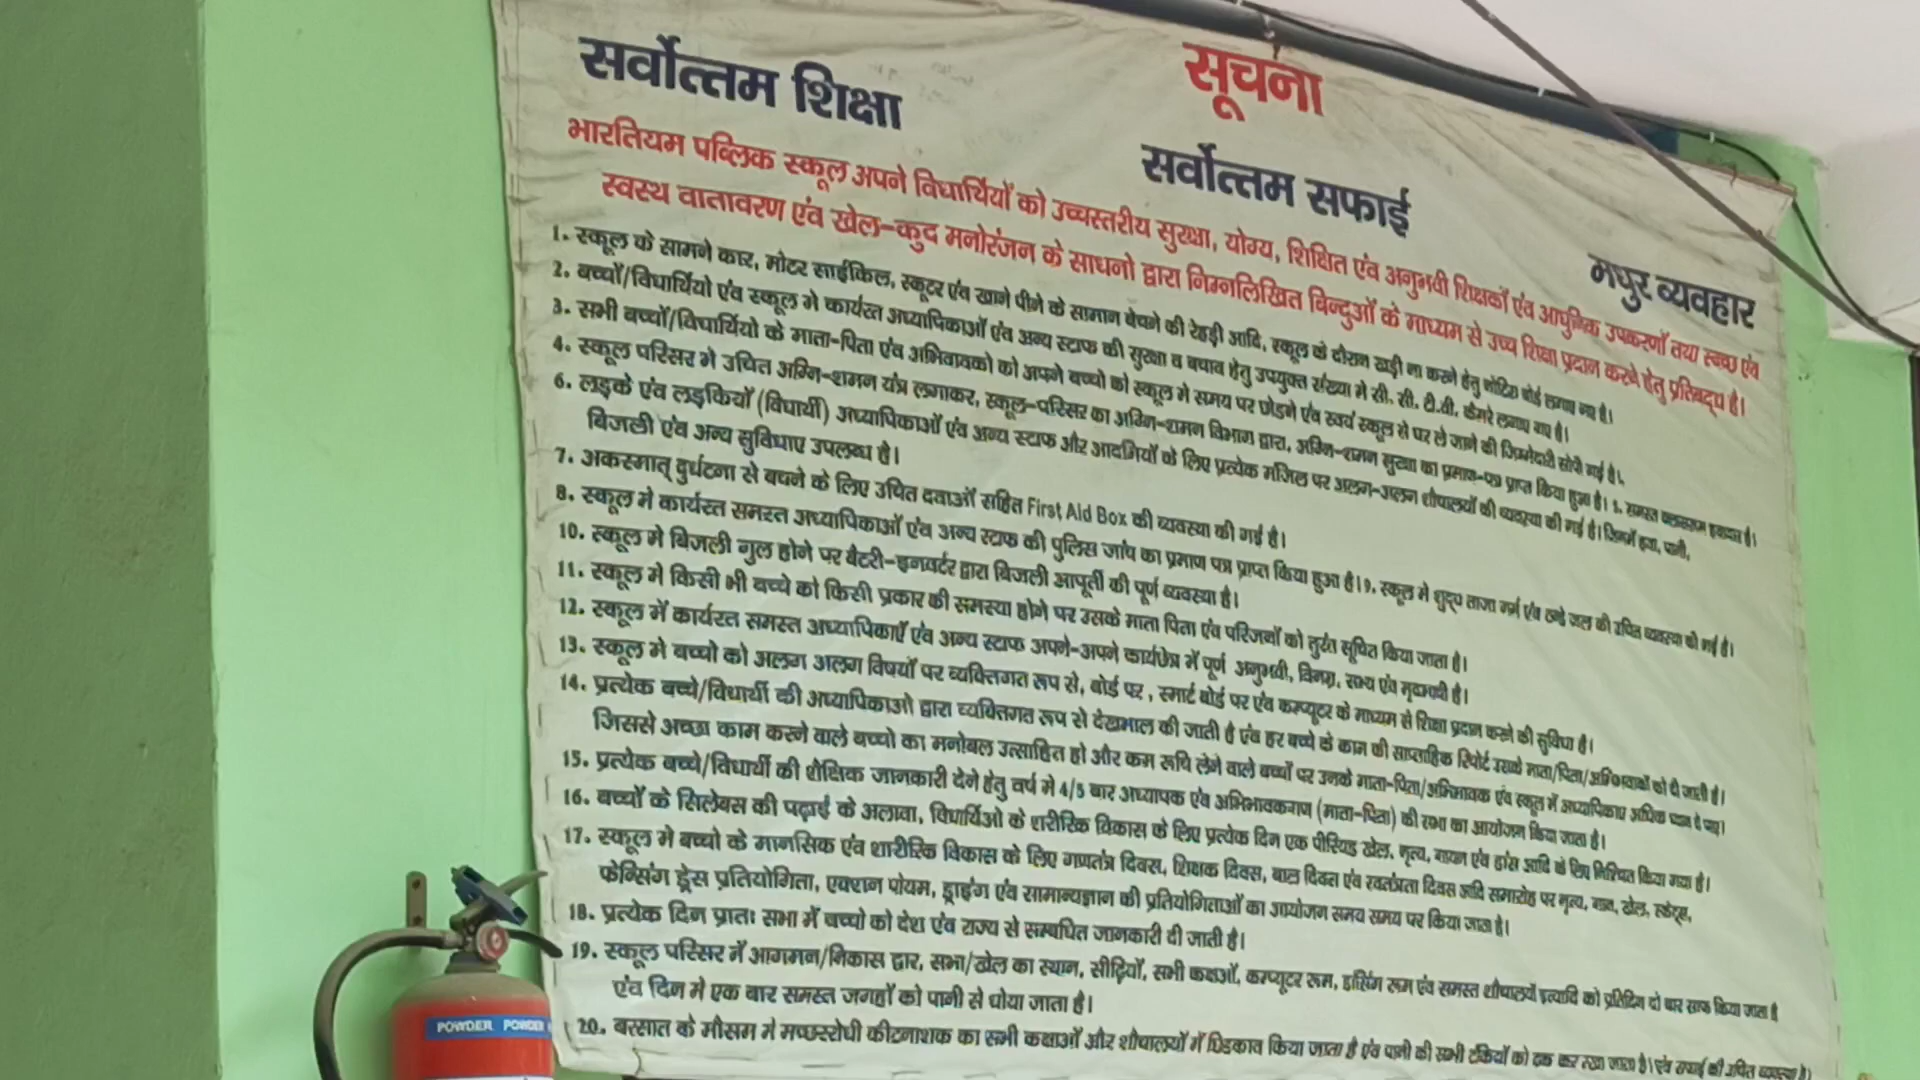 सूचना
सर्वोत्तम शिक्षा
सर्वोत्तम सफाई
मधुर व्यवहार
भारतियम पब्लिक स्कूल अपने विधार्थियों को उच्चस्तरीय सुरक्षा, योग्य, शिक्षित एंव अनुभवी शिक्षकों एंव आधुनिक उपकरणों तथा स्वच्छ एंव
स्वस्थ वातावरण एंव खेल-कुद मनोरंजन के साधनो द्वारा निम्नलिखित बिन्दुओं के माध्यम से उच्च शिक्षा प्रदान करने हेतु प्रतिबद्ध है।
1. स्कूल के सामने कार, मोटर साईकिल, स्कूटर एंव खाने पीने के सामान बेचने की रेहड़ी आदि, स्कूल के दौरान खड़ी ना करने हेतु नोटिस बोर्ड लगाए गए है।
2. बच्चों/विधार्थियो एंव स्कूल मे कार्यरत अध्यापिकाओं एंव अन्य स्टाफ की सुरक्षा व बचाव हेतु उपयुक्त संख्या मे सी. सी. टी.वी. कैमरे लगाए गए है।
3. सभी बच्चों/विधार्थियो के माता-पिता एंव अभिवावको को अपने बच्चो को स्कूल मे समय पर छोडने एंव स्वयं स्कूल से घर ले जाने की जिम्मेदारी सोपी गई है।
4. स्कूल परिसर मे उचित अग्नि-शमन यंत्र लगाकर, स्कूल-परिसर का अग्नि-शमन विभाग द्वारा, अग्नि-शमन सुरक्षा का प्रमाण-पत्र प्राप्त किया हुआ है। 5. समस्त क्लासरूम हवादार है।
6. लड़के एंव लड़कियों (विधार्थी) अध्यापिकाओं एंव अन्य स्टाफ और आदमियों के लिए प्रत्येक मंजिल पर अलग-अलग शौचालयों की व्यवस्था की गई है। जिनमें हवा, पानी,
बिजली एंव अन्य सुविधाए उपलब्ध है।
7. अकस्मात् दुर्घटना से बचने के लिए उचित दवाओं सहित First Aid Box की व्यवस्था की गई है।
8. स्कूल मे कार्यरत समस्त अध्यापिकाओं एंव अन्य स्टाफ की पुलिस जांच का प्रमाण पत्र प्राप्त किया हुआ है। 9. स्कूल मे शुद्ध ताजा गर्म एंव ठण्डे जल की उचित व्यवस्था की गई है।
10. स्कूल मे बिजली गुल होने पर बैटरी-इनवर्टर द्वारा बिजली आपूर्ती की पूर्ण व्यवस्था है।
11. स्कूल मे किसी भी बच्चे को किसी प्रकार की समस्या होने पर उसके माता पिता एंव परिजनों को तुरंत सूचित किया जाता है।
12. स्कूल में कार्यरत समस्त अध्यापिकाएँ एंव अन्य स्टाफ अपने-अपने कार्यक्षेत्र में पूर्ण अनुभवी, विनम्र, सभ्य एंव मृदुभाषी है।
13. स्कूल मे बच्चो को अलग अलग विषयों पर व्यक्तिगत रूप से, बोर्ड पर, स्मार्ट बोर्ड पर एंव कम्प्यूटर के माध्यम से शिक्षा प्रदान करने की सुविधा है।
14. प्रत्येक बच्चे/विधार्थी की अध्यापिकाओ द्वारा व्यक्तिगत रूप से देखभाल की जाती है एंव हर बच्चे के काम की साप्ताहिक रिपोर्ट उसके माता/पिता/अभिभावकों को दी जाती है।
जिससे अच्छा काम करने वाले बच्चो का मनोबल उत्साहित हो और कम रूचि लेने वाले बच्चों पर उनके माता-पिता/अभिभावक एंव स्कूल में अध्यापिकाए अधिक ध्यान दे पाए।
15. प्रत्येक बच्चे/विधार्थी की शैक्षिक जानकारी देने हेतु वर्ष मे 4/5 बार अध्यापक एंव अभिभावकगण (माता-पिता) की सभा का आयोजन किया जाता है।
16. बच्चों के सिलेबस की पढ़ाई के अलावा, विधार्थिओ के शरीरिक विकास के लिए प्रत्येक दिन एक पीरियड खेल, नृत्य, गायन एंव डांस आदि के लिए निश्चित किया गया है।
17. स्कूल मे बच्चो के मानसिक एंव शारीरिक विकास के लिए गणतंत्र दिवस, शिक्षक दिवस, बाल दिवस एंव स्वतंत्रता दिवस आदि समारोह पर नृत्य, खेल,
फेन्सिंग ड्रेस प्रतियोगिता, एक्शन पोयम, ड्राइंग एंव सामान्यज्ञान की प्रतियोगिताओं का आयोजन समय समय पर किया जाता है।
18. प्रत्येक दिन प्रातः सभा में बच्चो को देश एंव राज्य से सम्बधित जानकारी दी जाती है।
19. स्कूल परिसर में आगमन/निकास द्वार, सभा/खेल का स्थान, सीढ़ियों, सभी कक्षाओं, कम्प्यूटर रूम, डांसिंग रूम एंव समस्त शौचालयों इत्यादि को प्रतिदिन दो बार साफ किया जाता है
एंव दिन मे एक बार समस्त जगहों को पानी से धोया जाता है।
20. बरसात के मौसम मे मच्छररोधी कीटनाशक का सभी कक्षाओं और शौचालयों में छिडकाव किया जाता है एंव पानी की सभी टंकियों को ढक कर रखा जाता है। एंव सफाई की उचित व्यवस्था है।
POWDER POWDER